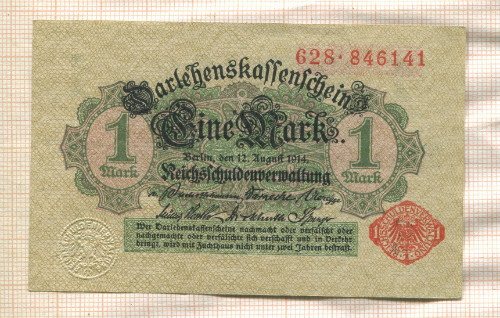 628·846141
Darlehenskassenschein
Eine Mark
1 Mark
1 Mark
Berlin, den 12. August 1914.
Reichsschuldenverwaltung
Wer Darlehenskassenscheine nachmacht oder verfälscht oder
nachgemachte oder verfälschte sich verschafft und in Verkehr
bringt, wird mit Zuchthaus nicht unter zwei Jahren bestraft.